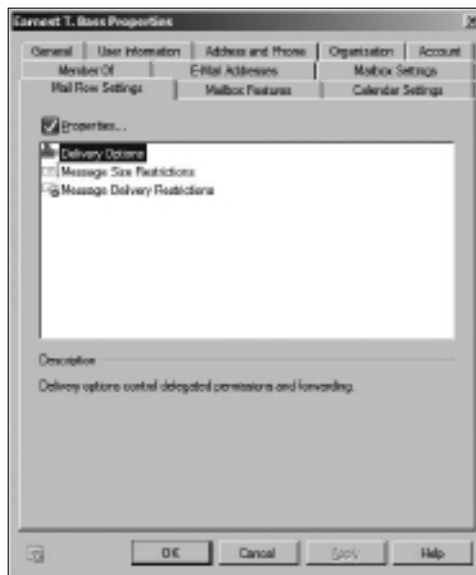 Earnest T. Bass Properties
General User Information Address and Phone Organization Account
Member Of E-Mail Addresses Mailbox Settings
Mail Flow Settings Mailbox Features Calendar Settings
Properties...
Delivery Options
Message Size Restrictions
Message Delivery Restrictions
Description
Delivery options control delegated permissions and forwarding.
OK Cancel Apply Help